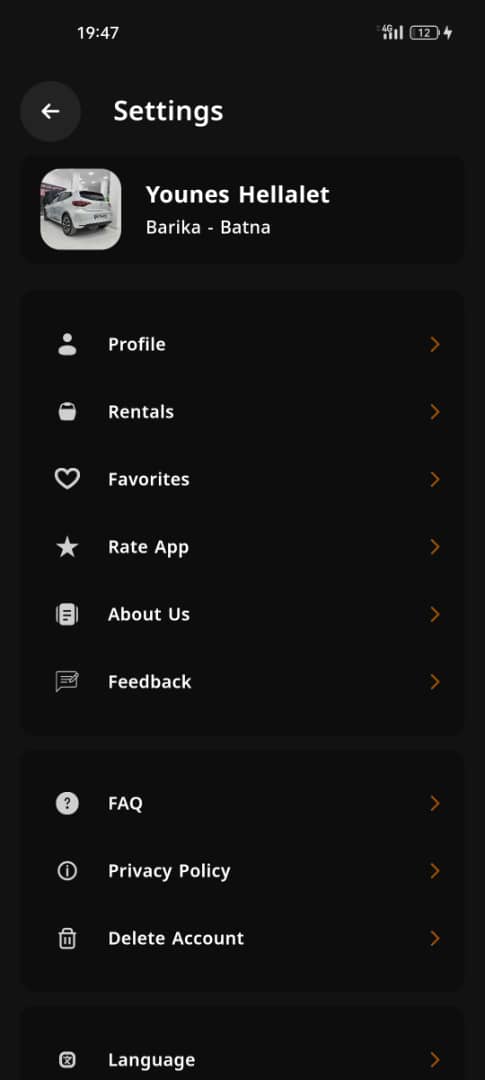 19:47
4G
12
Settings
Younes Hellalet
Barika - Batna
Profile
Rentals
Favorites
Rate App
About Us
Feedback
FAQ
Privacy Policy
Delete Account
Language